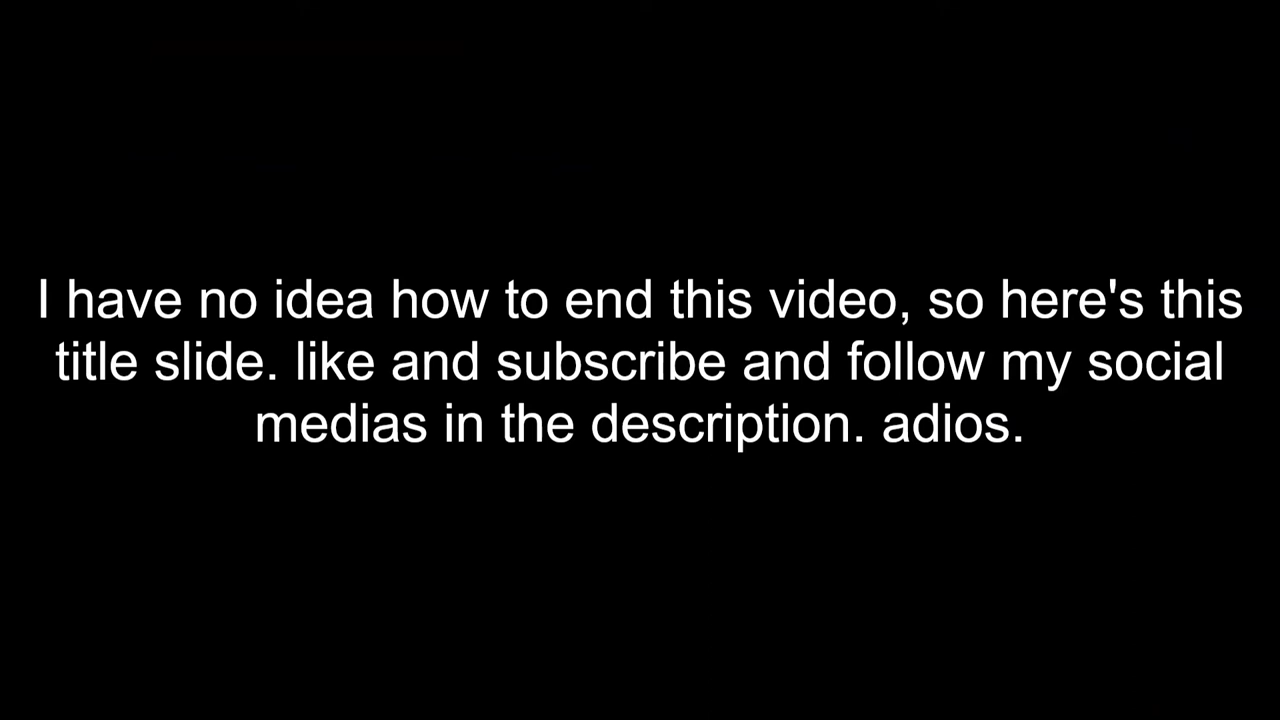 I have no idea how to end this video, so here's this
title slide. like and subscribe and follow my social
medias in the description. adios.